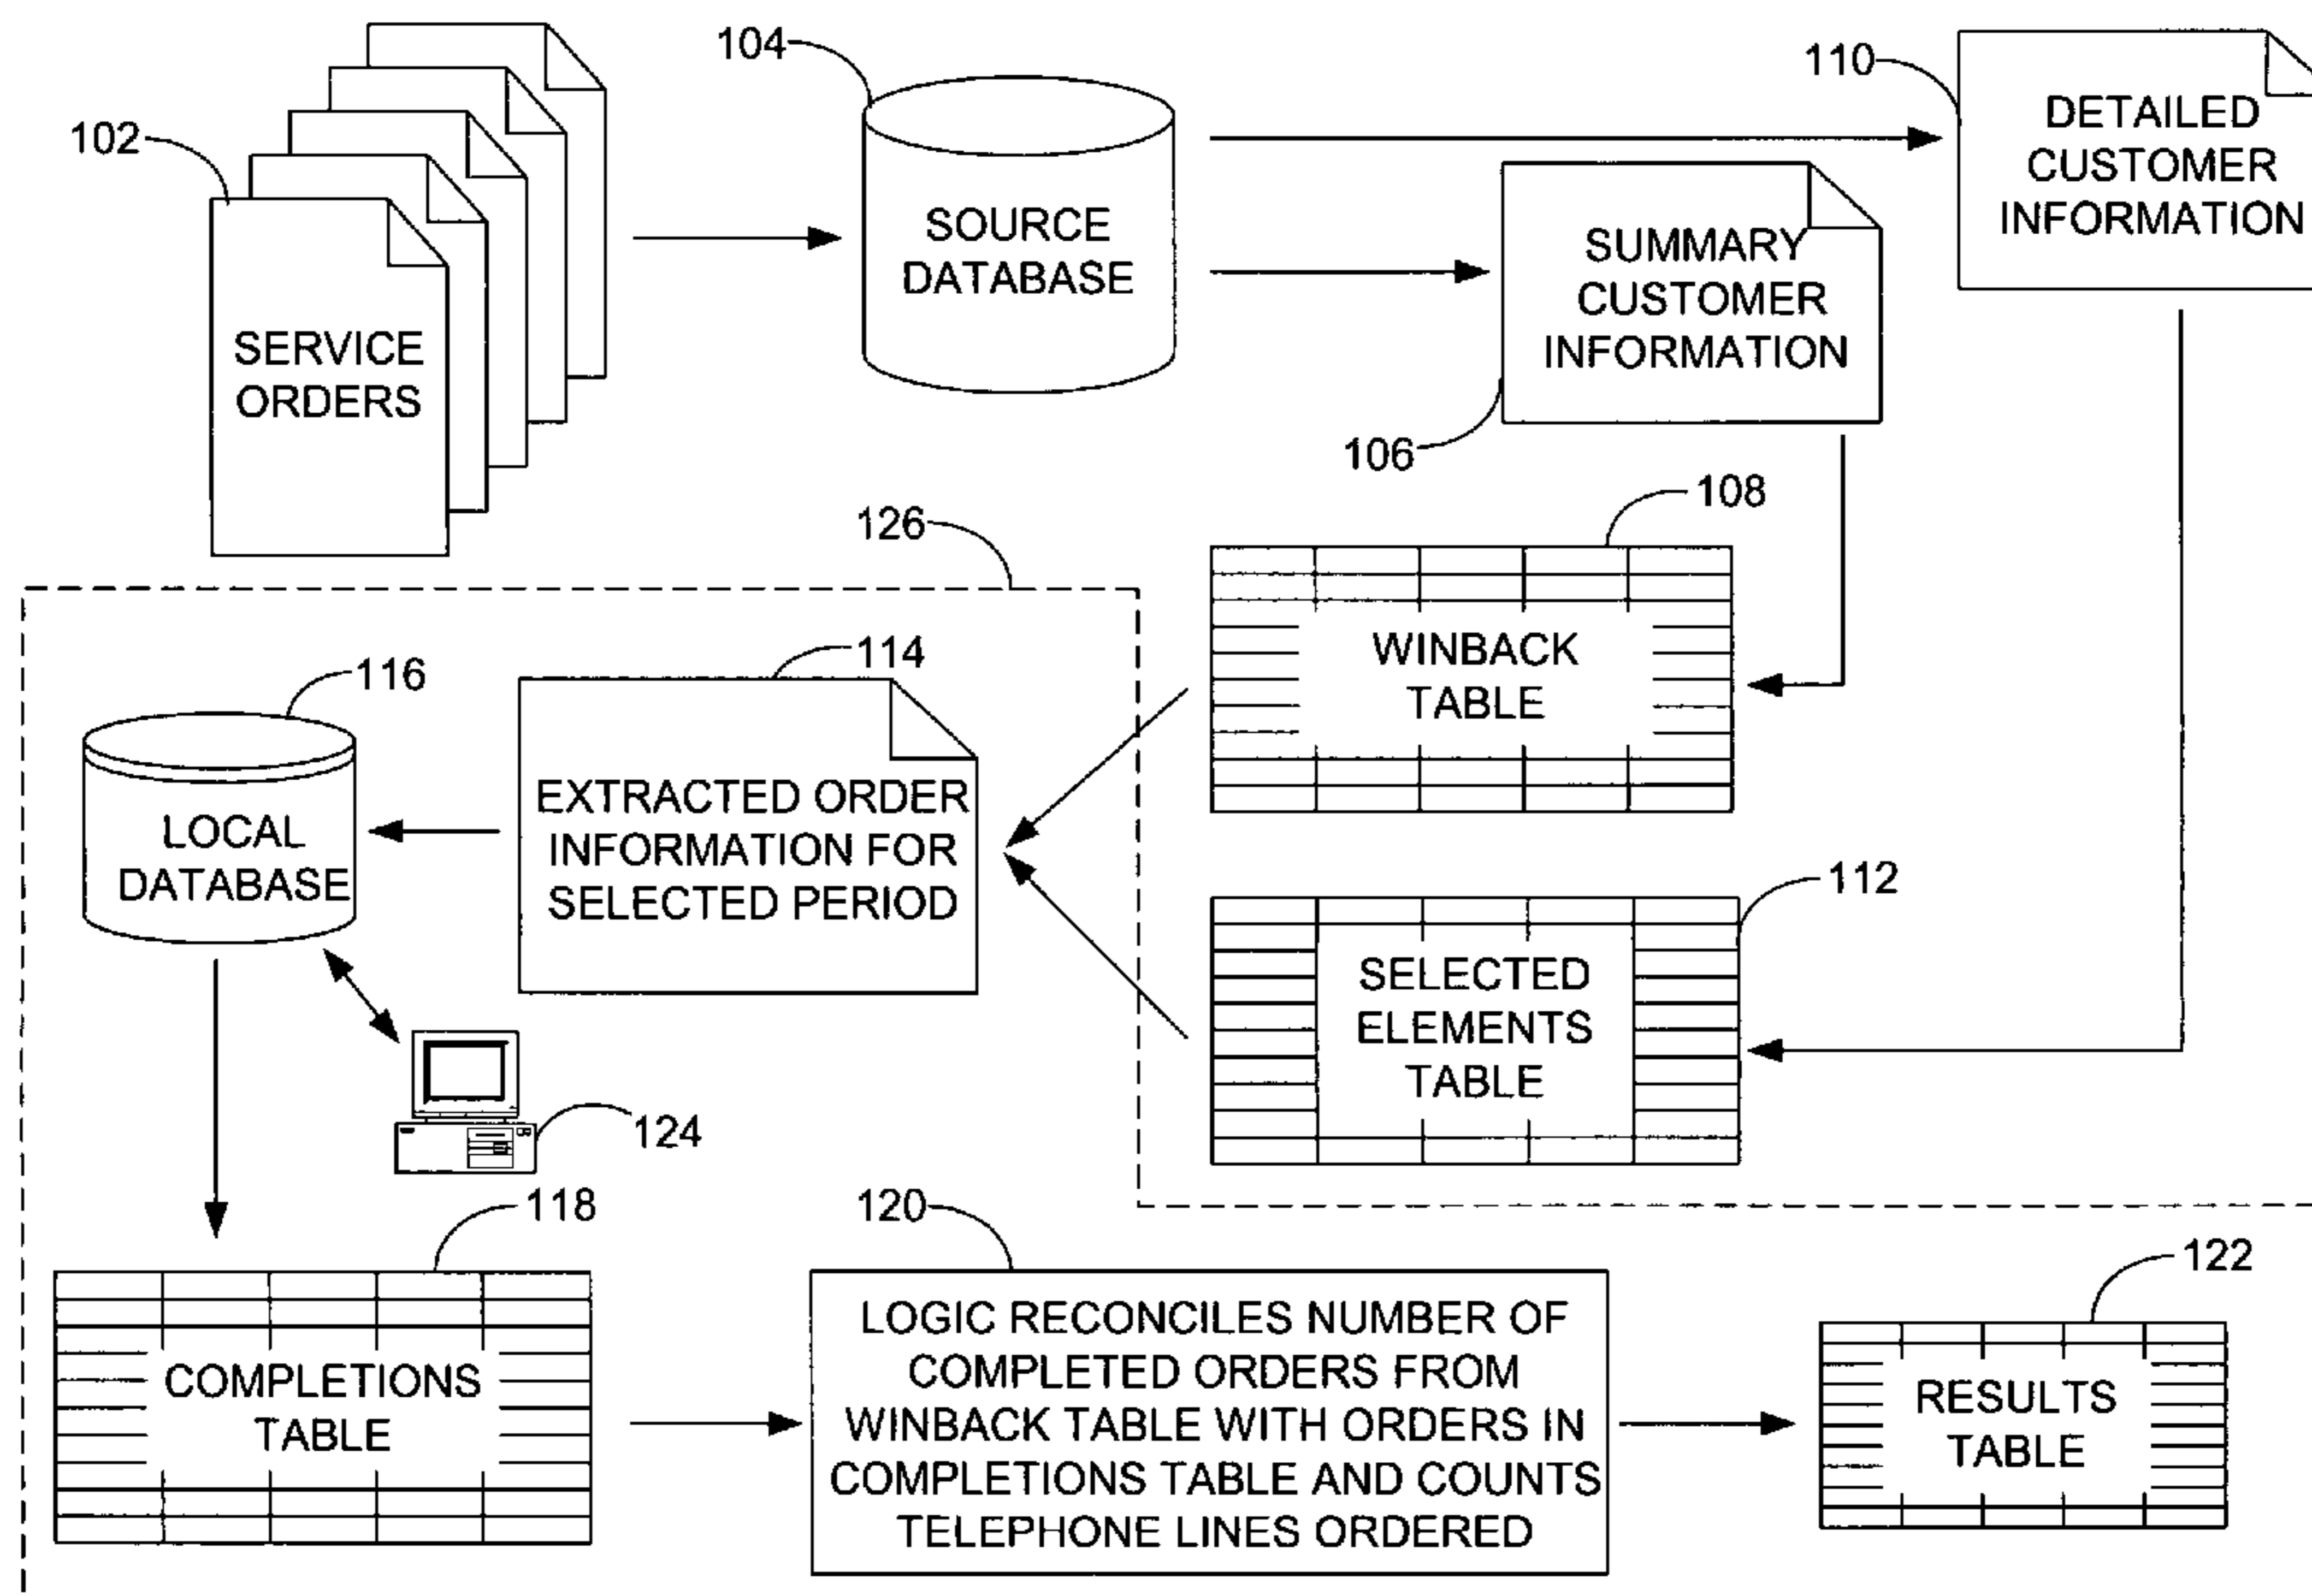 104
110
102
DETAILED
CUSTOMER
INFORMATION
SOURCE
DATABASE
SUMMARY
CUSTOMER
INFORMATION
SERVICE
ORDERS
106
108
126
WINBACK
TABLE
114
116
EXTRACTED ORDER
INFORMATION FOR
SELECTED PERIOD
LOCAL
DATABASE
112
SELECTED
ELEMENTS
TABLE
124
118
120
122
COMPLETIONS
TABLE
LOGIC RECONCILES NUMBER OF
COMPLETED ORDERS FROM
WINBACK TABLE WITH ORDERS IN
COMPLETIONS TABLE AND COUNTS
TELEPHONE LINES ORDERED
RESULTS
TABLE